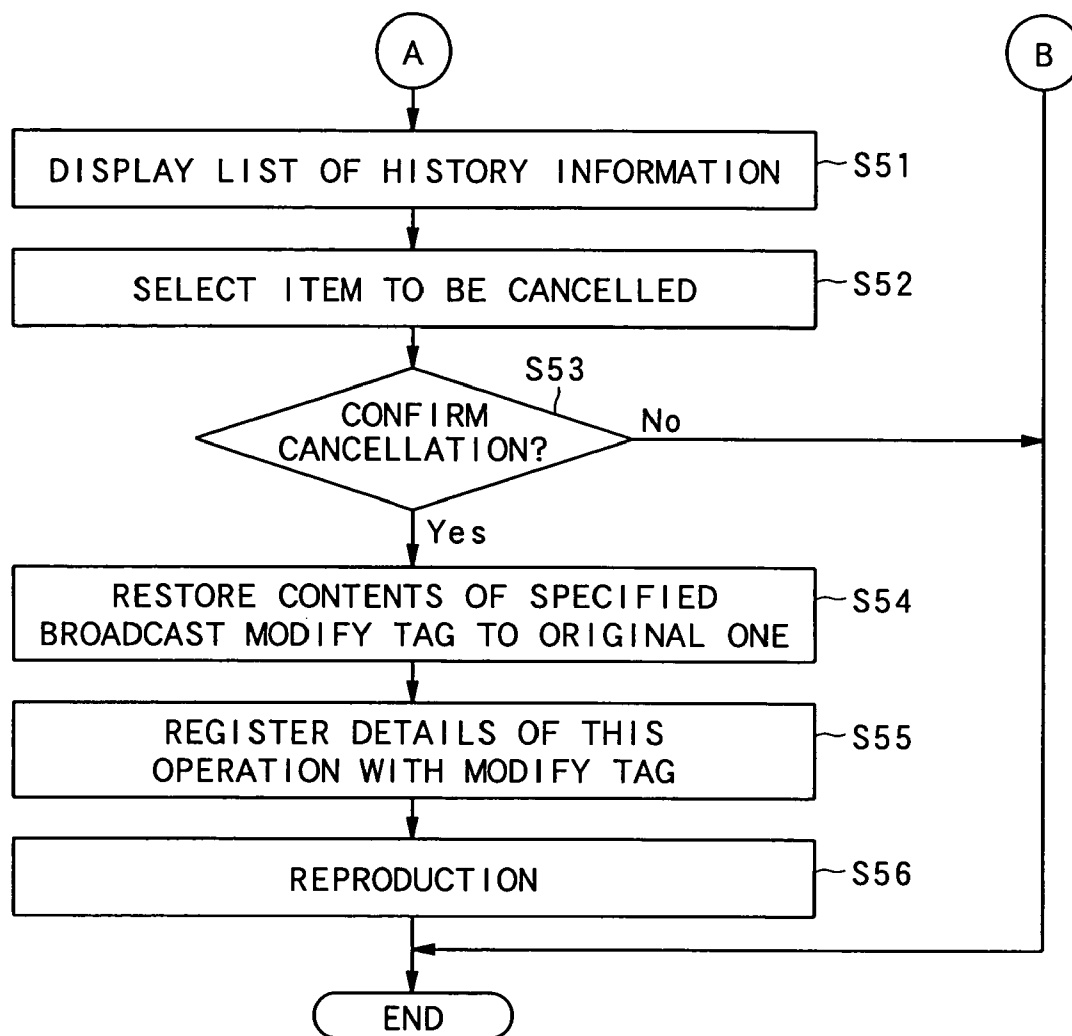 A
B
DISPLAY LIST OF HISTORY INFORMATION
S51
SELECT ITEM TO BE CANCELLED
S52
S53
CONFIRM
CANCELLATION?
No
Yes
RESTORE CONTENTS OF SPECIFIED
BROADCAST MODIFY TAG TO ORIGINAL ONE
S54
REGISTER DETAILS OF THIS
OPERATION WITH MODIFY TAG
S55
REPRODUCTION
S56
END